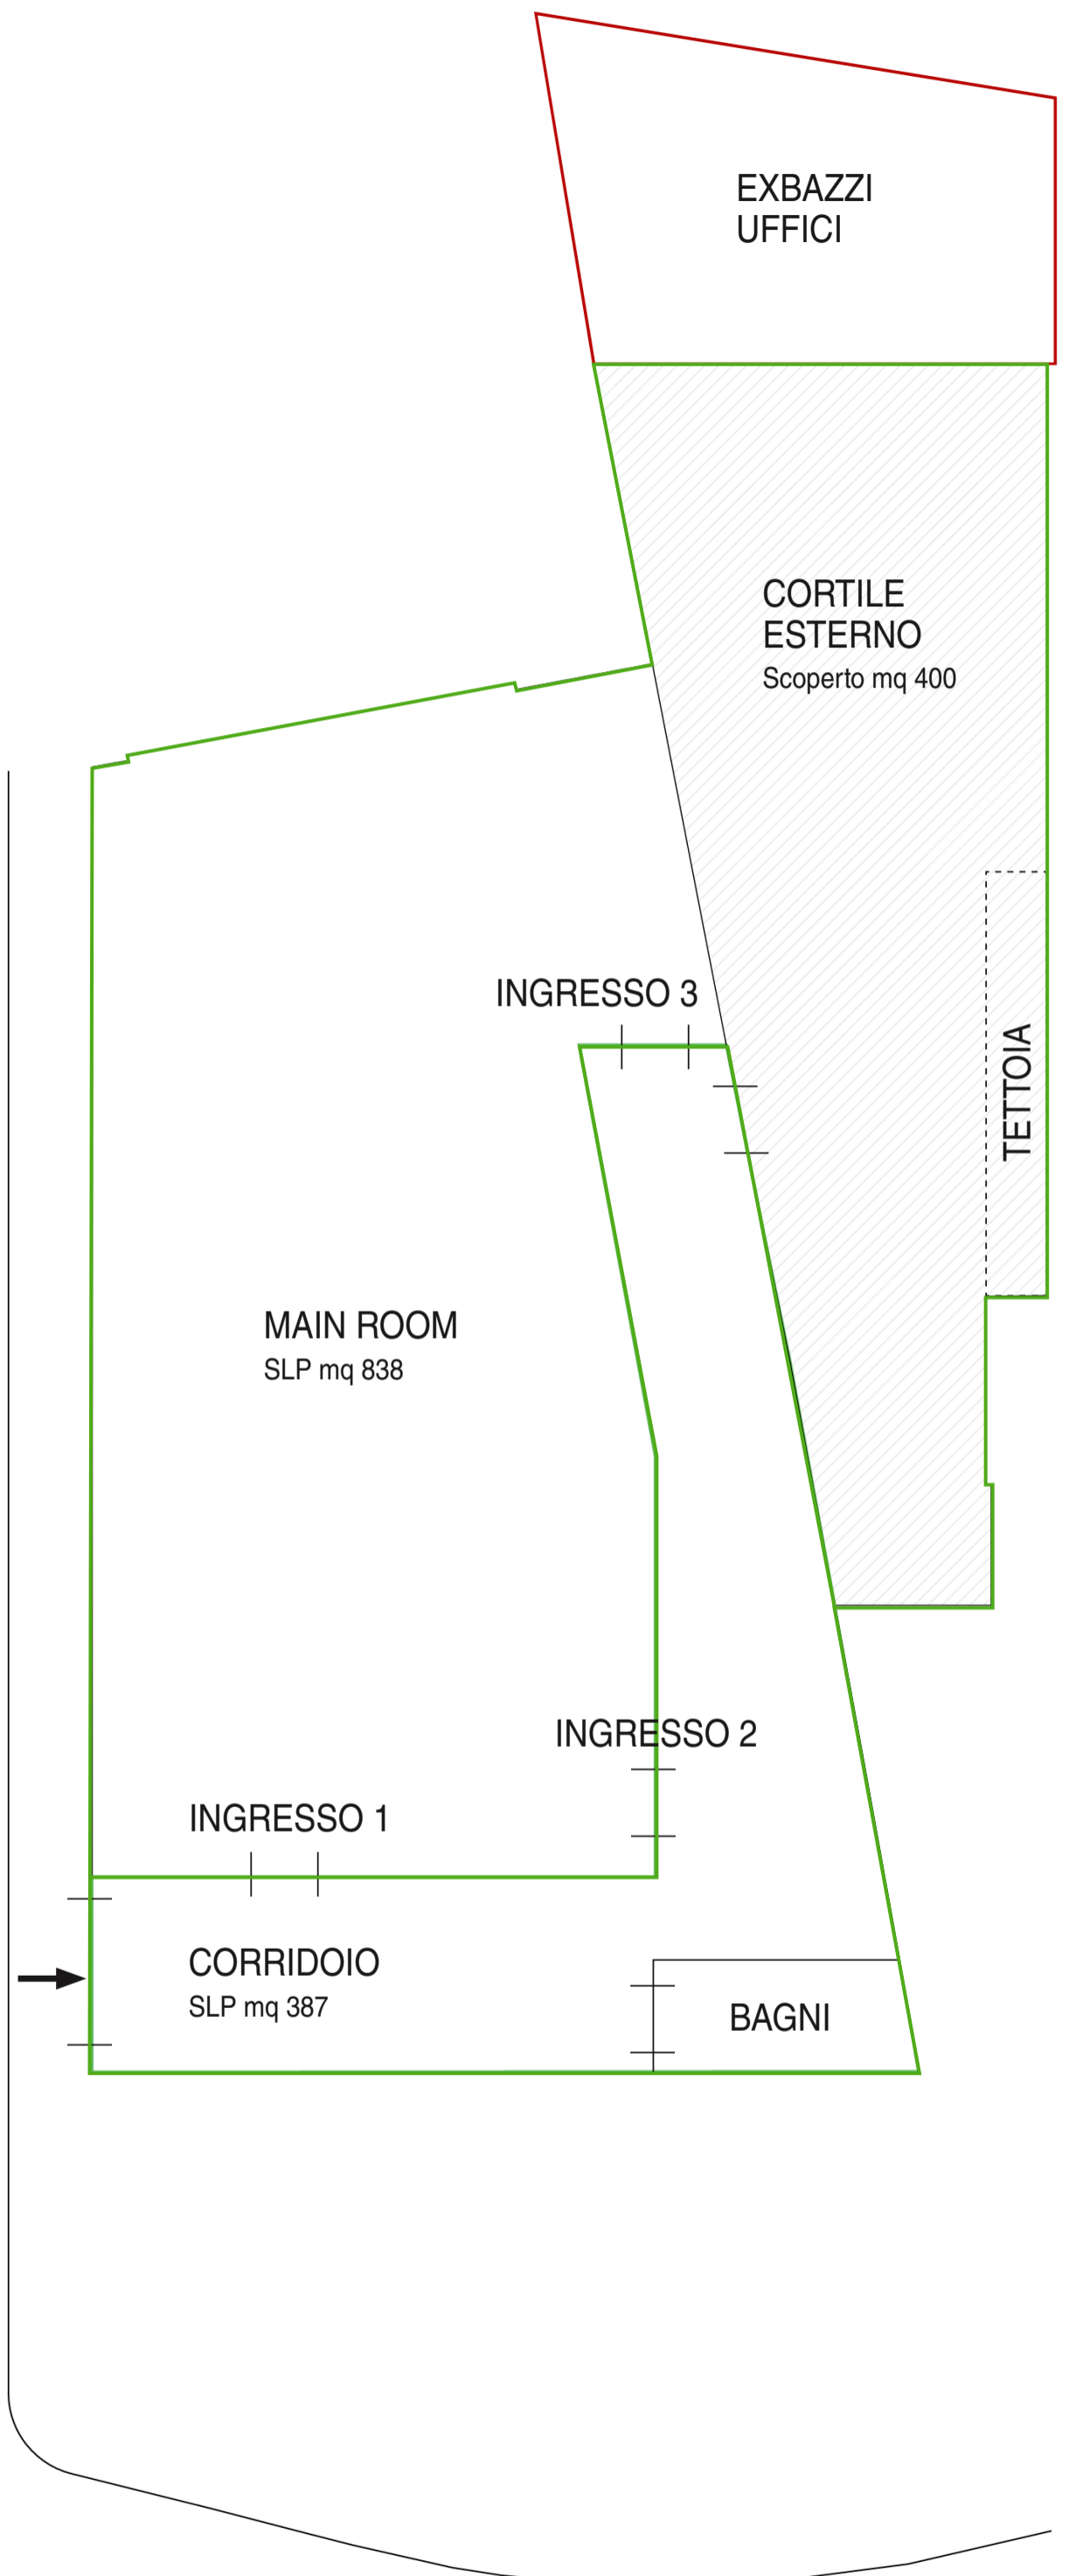 EXBAZZI
UFFICI
CORTILE
ESTERNO
Scoperto mq 400
INGRESSO 3
TETTOIA
MAIN ROOM
SLP mq 838
INGRESSO 2
INGRESSO 1
CORRIDOIO
SLP mq 387
BAGNI